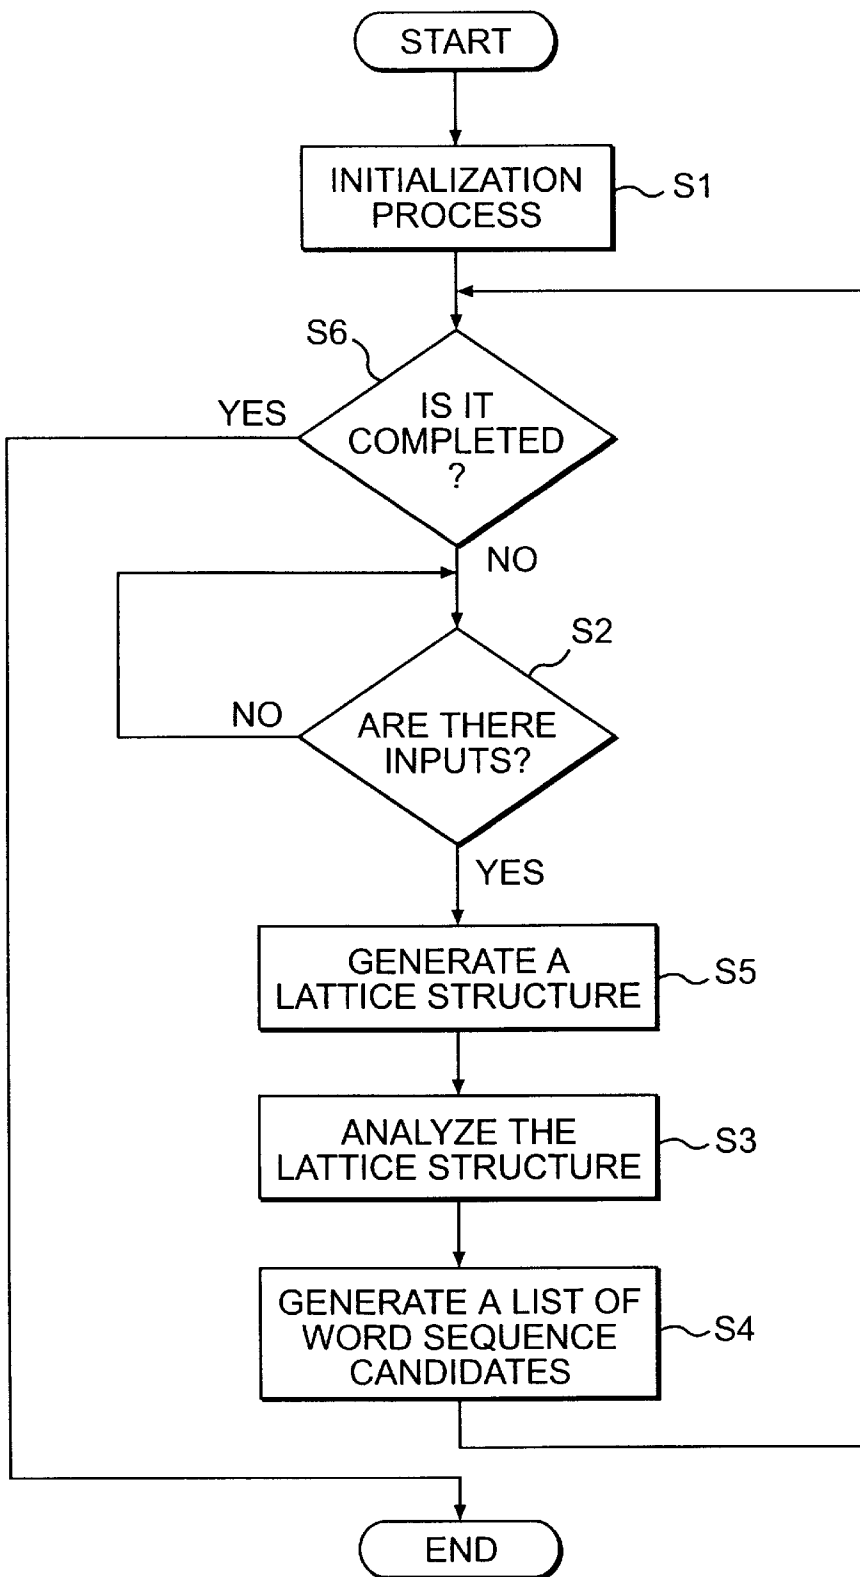 START
INITIALIZATION
PROCESS
S1
S6
YES
IS IT
COMPLETED
?
NO
S2
NO
ARE THERE
INPUTS?
YES
GENERATE A
LATTICE STRUCTURE
S5
ANALYZE THE
LATTICE STRUCTURE
S3
GENERATE A LIST OF
WORD SEQUENCE
CANDIDATES
S4
END